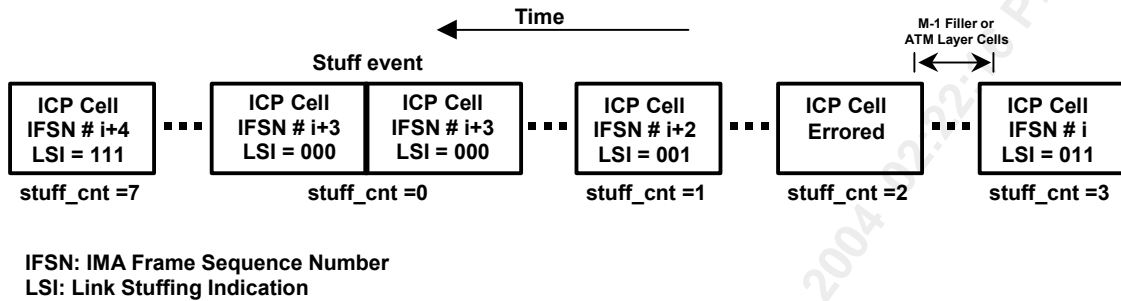 Time
M-1 Filler or
ATM Layer Cells
Stuff event
ICP Cell
IFSN # i+4
LSI = 111
ICP Cell
IFSN # i+3
LSI = 000
ICP Cell
IFSN # i+3
LSI = 000
ICP Cell
IFSN # i+2
LSI = 001
ICP Cell
Errored
ICP Cell
IFSN # i
LSI = 011
stuff_cnt =7
stuff_cnt =0
stuff_cnt =1
stuff_cnt =2
stuff_cnt =3
IFSN: IMA Frame Sequence Number
LSI: Link Stuffing Indication
2004 02:22: